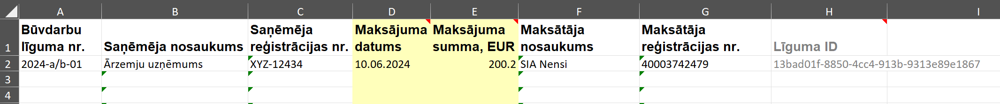 A B C D E F G H I
1 Būvdarbu līguma nr. Saņēmēja nosaukums Saņēmēja reģistrācijas nr. Maksājuma datums Maksājuma summa, EUR Maksātāja nosaukums Maksātāja reģistrācijas nr. Līguma ID
2 2024-a/b-01 Ārzemju uzņēmums XYZ-12434 10.06.2024 200.2 SIA Nensi 40003742479 13bad01f-8850-4cc4-913b-9313e89e1867
3
4